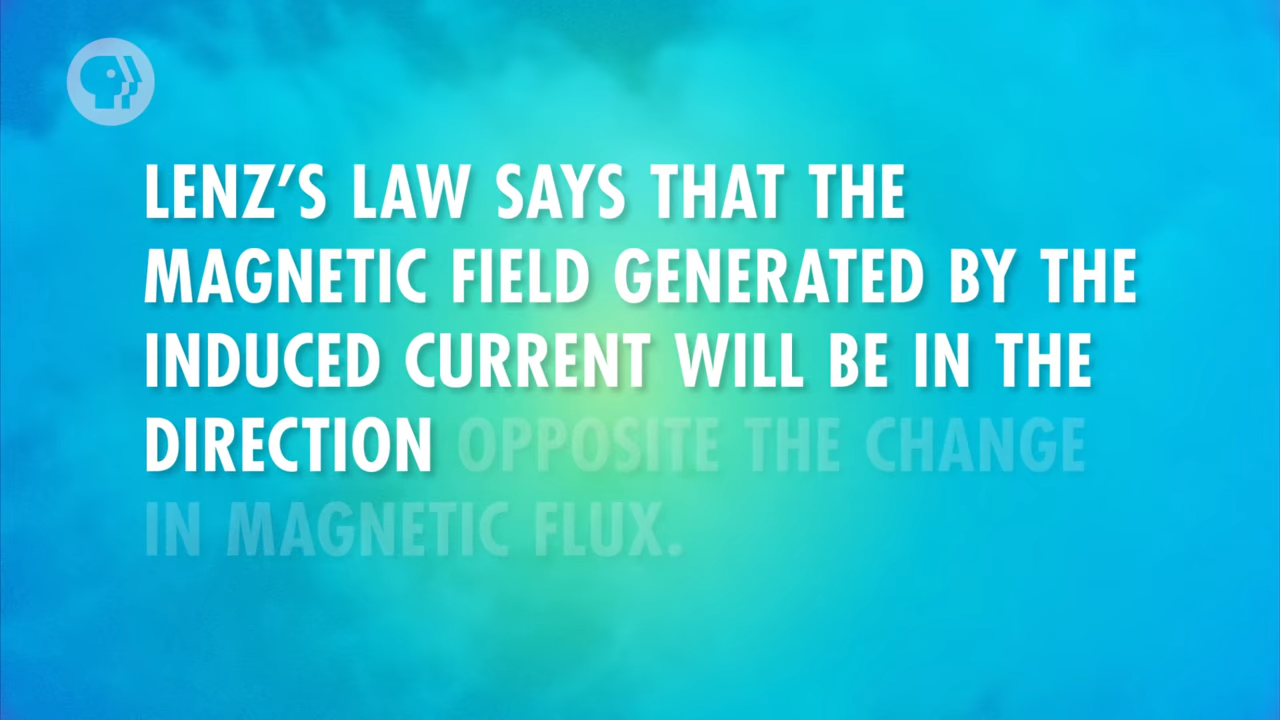 LENZ’S LAW SAYS THAT THE
MAGNETIC FIELD GENERATED BY THE
INDUCED CURRENT WILL BE IN THE
DIRECTION OPPOSITE THE CHANGE
IN MAGNETIC FLUX.